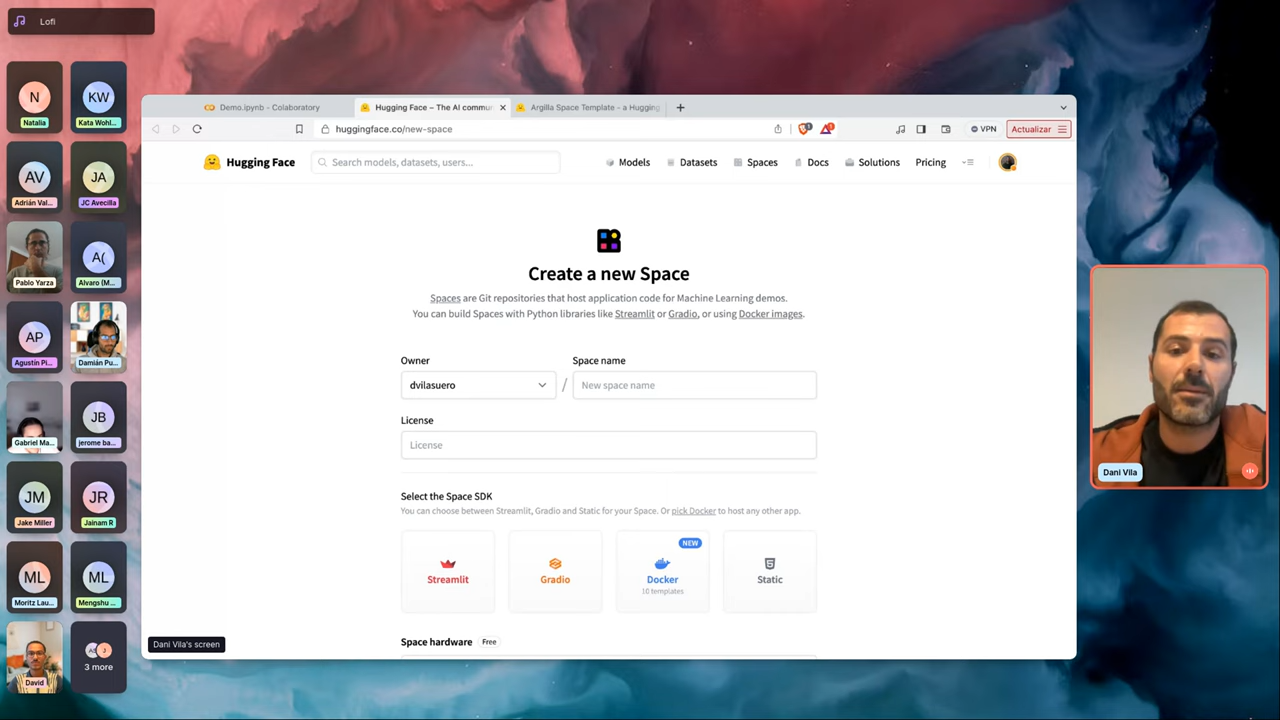 Lofi
N
Natalia
KW
Kata Wohl...
AV
Adrián Val...
JA
JC Avecilla
Pablo Yarza
A(
Alvaro (M...
AP
Agustín Pi...
Damián Pu...
Gabriel Ma...
JB
jerome ba...
JM
Jake Miller
JR
Jainam R
ML
Moritz Lau...
ML
Mengshu ...
David
J
3 more
Demo.ipynb - Colaboratory
Hugging Face – The AI commun
Argilla Space Template - a Hugging
huggingface.co/new-space
VPN
Actualizar
Hugging Face
Search models, datasets, users...
Models
Datasets
Spaces
Docs
Solutions
Pricing
Create a new Space
Spaces are Git repositories that host application code for Machine Learning demos.
You can build Spaces with Python libraries like Streamlit or Gradio, or using Docker images.
Owner
Space name
dvilasuero
/
New space name
License
License
Select the Space SDK
You can choose between Streamlit, Gradio and Static for your Space. Or pick Docker to host any other app.
NEW
Streamlit
Gradio
Docker
10 templates
Static
Space hardware
Free
Dani Vila's screen
Dani Vila